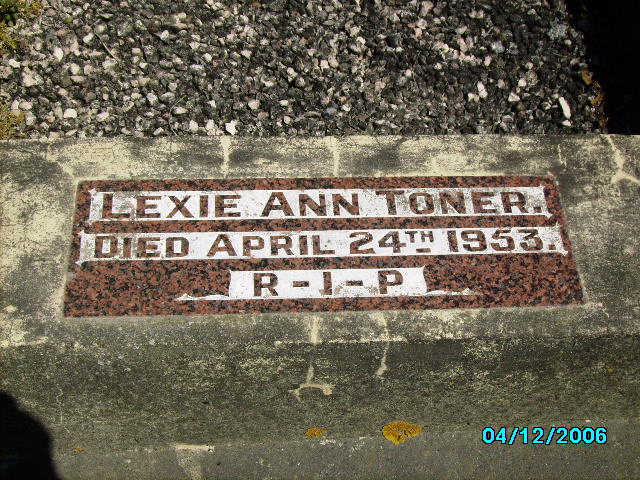 LEXIE ANN TONER.
DIED APRIL 24TH 1953.
R-I-P
04/12/2006